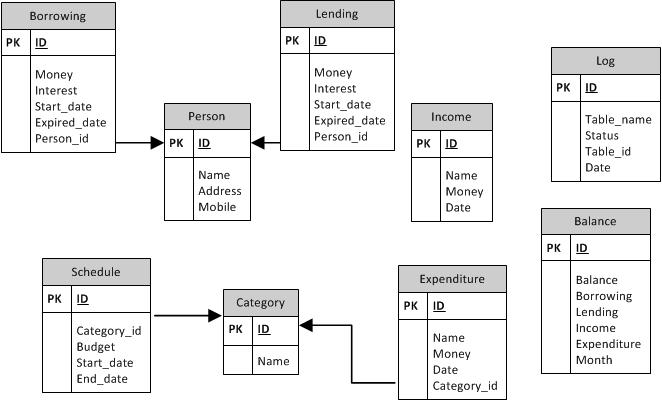 Borrowing
PK ID
Money
Interest
Start_date
Expired_date
Person_id
Lending
PK ID
Money
Interest
Start_date
Expired_date
Person_id
Person
PK ID
Name
Address
Mobile
Income
PK ID
Name
Money
Date
Log
PK ID
Table_name
Status
Table_id
Date
Balance
PK ID
Balance
Borrowing
Lending
Income
Expenditure
Month
Schedule
PK ID
Category_id
Budget
Start_date
End_date
Category
PK ID
Name
Expenditure
PK ID
Name
Money
Date
Category_id